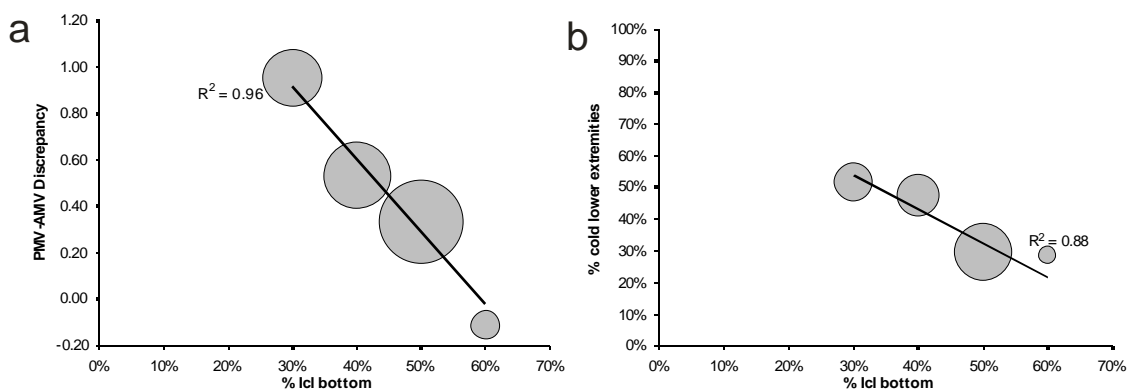 a
1.20
1.00
0.80
0.60
0.40
0.20
0.00
-0.20
PMV-AMV Discrepancy
R² = 0.96
0% 10% 20% 30% 40% 50% 60% 70%
% Icl bottom
b
100%
90%
80%
70%
60%
50%
40%
30%
20%
10%
0%
% cold lower extremities
R² = 0.88
0% 10% 20% 30% 40% 50% 60% 70%
% Icl bottom